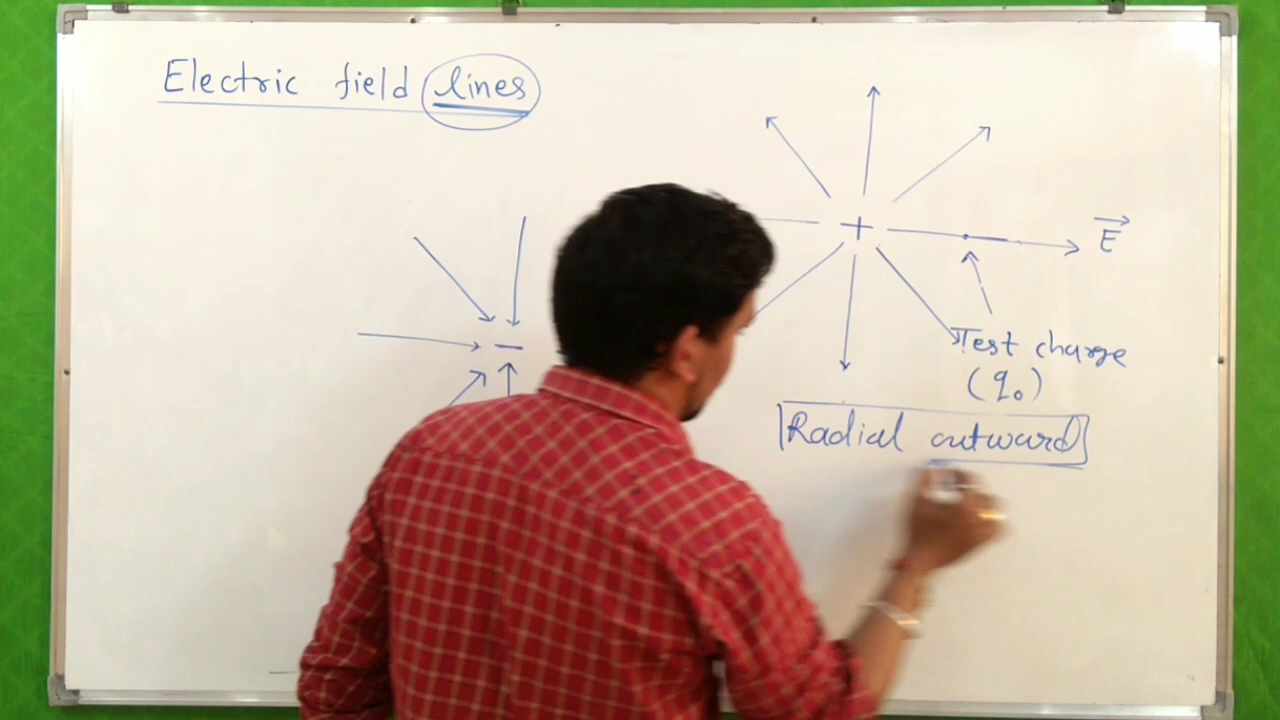 Electric field lines
+
E
−
Test charge
(q₀)
Radial outward